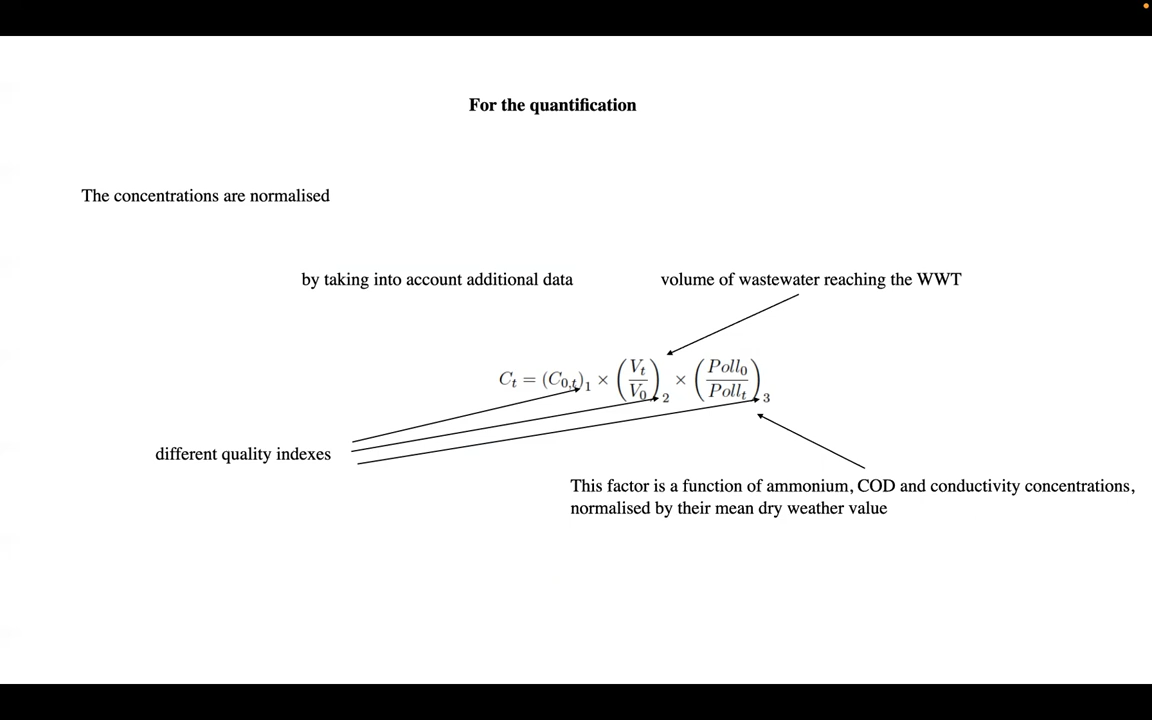 For the quantification
The concentrations are normalised
by taking into account additional data
volume of wastewater reaching the WWT
C_t = (C_{0,t})_1 × (V_t/V_0)_2 × (Poll_0/Poll_t)_3
different quality indexes
This factor is a function of ammonium, COD and conductivity concentrations,
normalised by their mean dry weather value